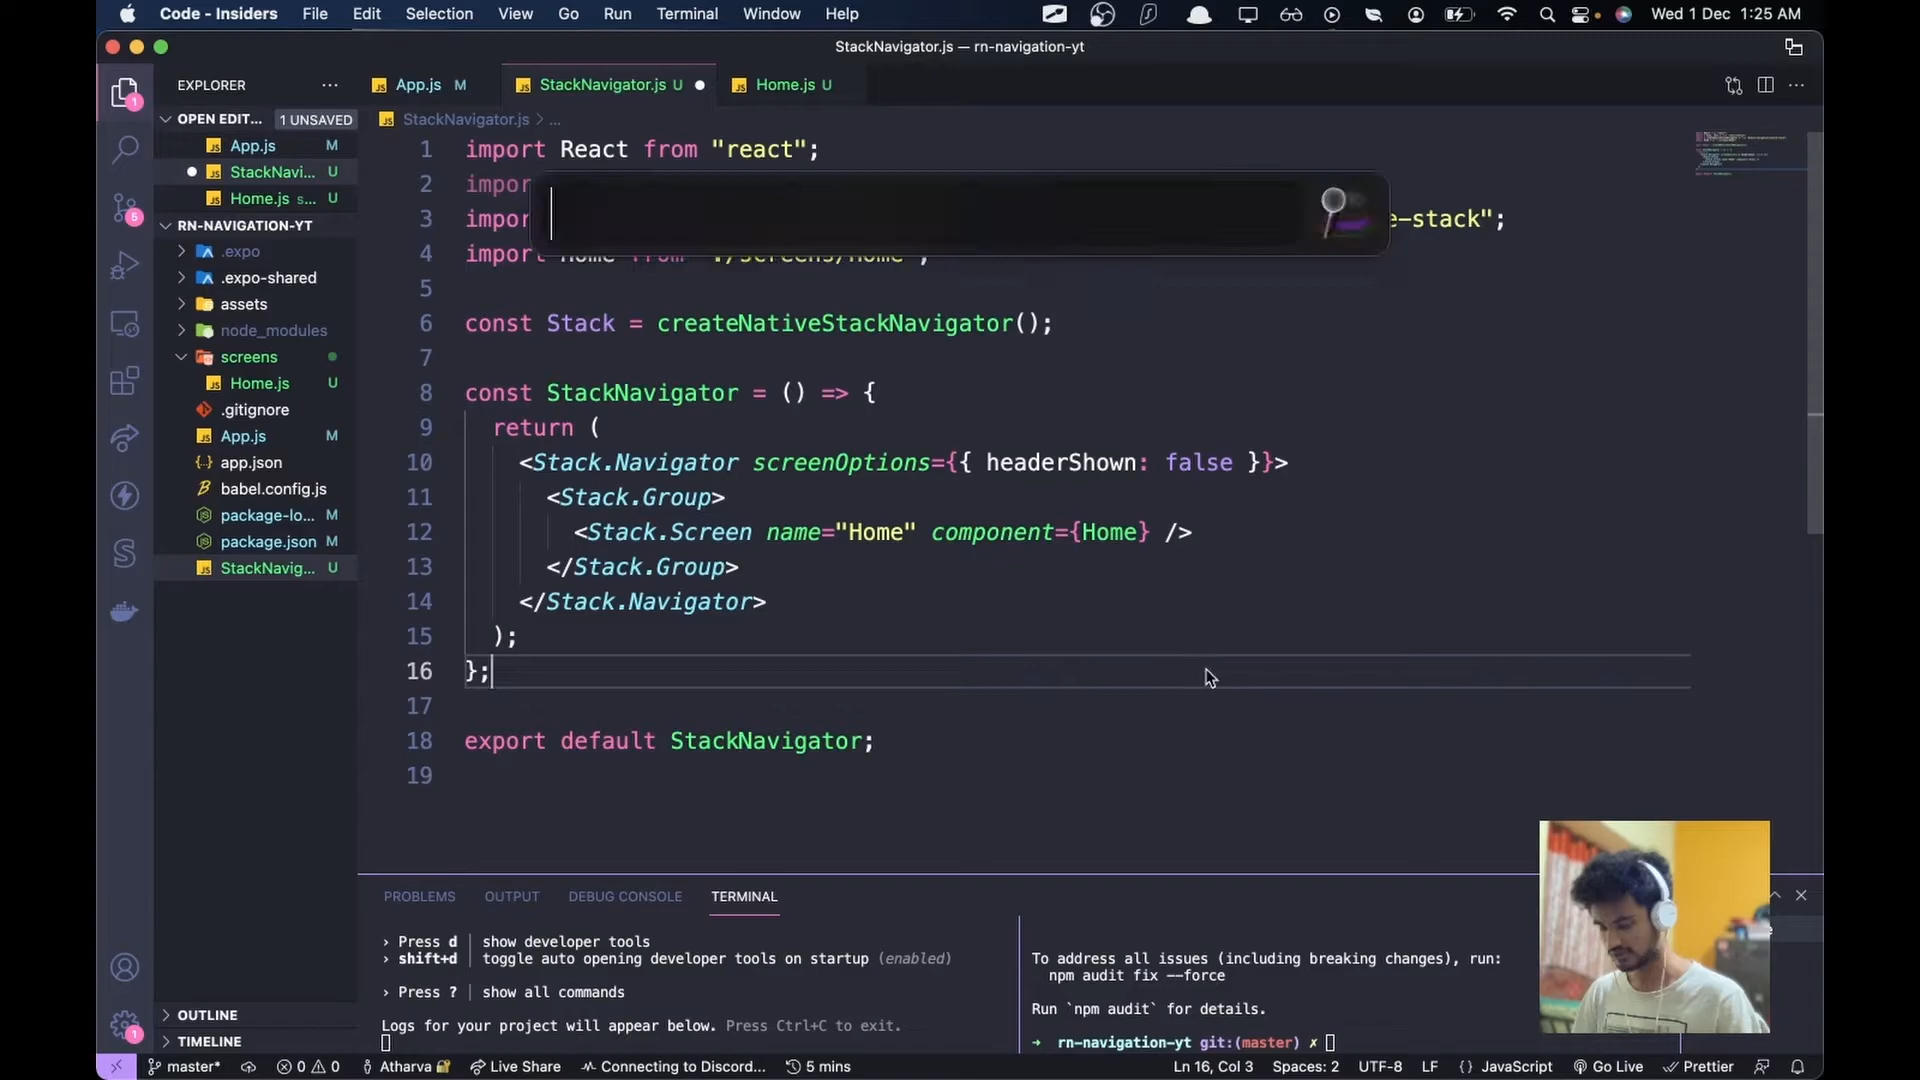 Code - Insiders File Edit Selection View Go Run Terminal Window Help Wed 1 Dec 1:25 AM
StackNavigator.js — rn-navigation-yt
EXPLORER
App.js M
StackNavigator.js U
Home.js U
OPEN EDIT... 1 UNSAVED
App.js M
StackNavi... U
Home.js s... U
RN-NAVIGATION-YT
.expo
.expo-shared
assets
node_modules
screens
Home.js U
.gitignore
App.js M
app.json
babel.config.js
package-lo... M
package.json M
StackNavig... U
OUTLINE
TIMELINE
StackNavigator.js > ...
1 import React from "react";
2 impor
3 impor e-stack";
4 import Home from "./screens/Home";
5
6 const Stack = createNativeStackNavigator();
7
8 const StackNavigator = () => {
9 return (
10 <Stack.Navigator screenOptions={{ headerShown: false }}>
11 <Stack.Group>
12 <Stack.Screen name="Home" component={Home} />
13 </Stack.Group>
14 </Stack.Navigator>
15 );
16 };
17
18 export default StackNavigator;
19
PROBLEMS OUTPUT DEBUG CONSOLE TERMINAL
› Press d │ show developer tools
› shift+d │ toggle auto opening developer tools on startup (enabled)
› Press ? │ show all commands
Logs for your project will appear below. Press Ctrl+C to exit.
To address all issues (including breaking changes), run:
npm audit fix --force
Run `npm audit` for details.
→ rn-navigation-yt git:(master) ✗
1
5
1
master* 0 0 Atharva Live Share Connecting to Discord... 5 mins Ln 16, Col 3 Spaces: 2 UTF-8 LF {} JavaScript Go Live Prettier